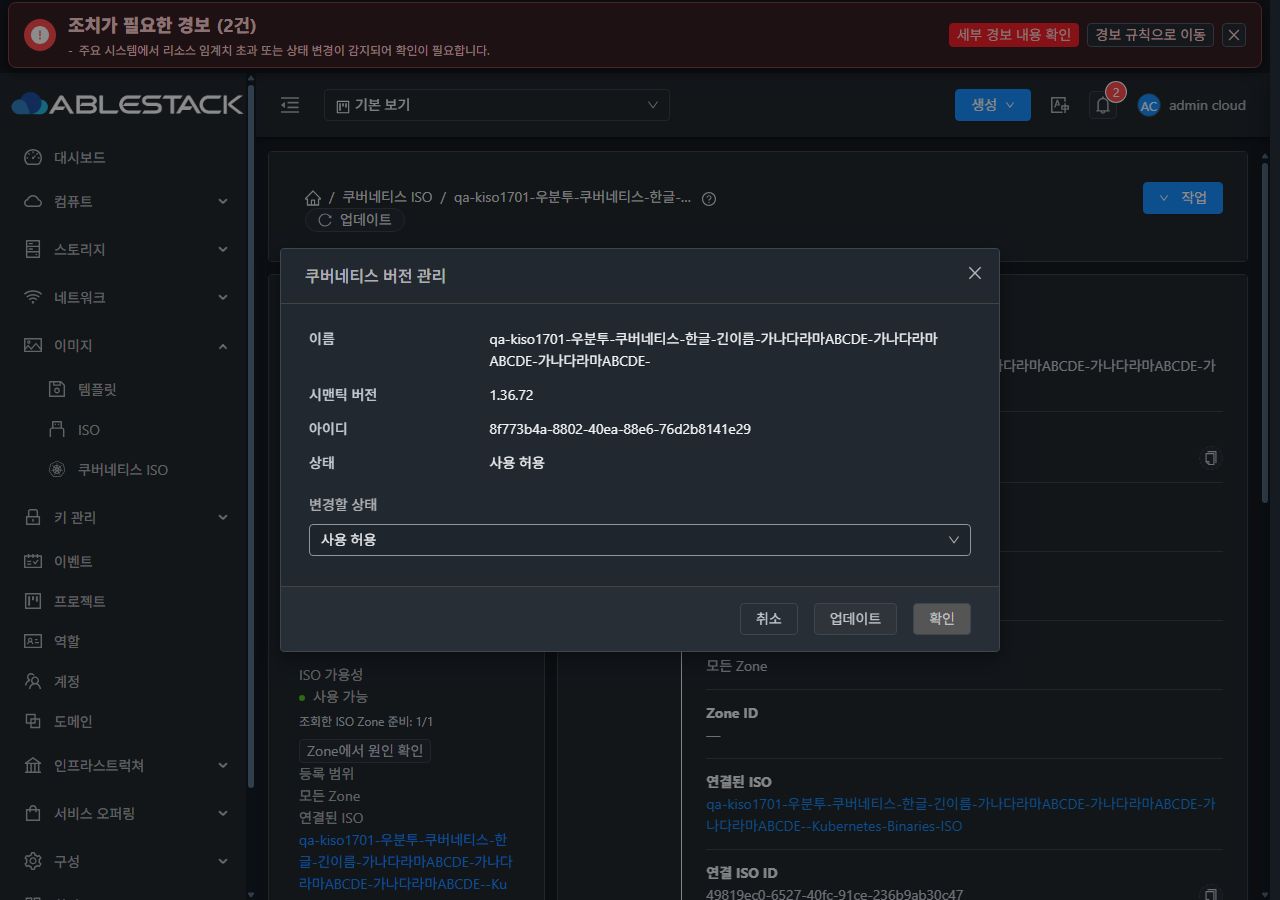 조치가 필요한 경보 (2건)
- 주요 시스템에서 리소스 임계치 초과 또는 상태 변경이 감지되어 확인이 필요합니다.
세부 경보 내용 확인
경보 규칙으로 이동
ABLESTACK
기본 보기
생성
2
AC
admin cloud
대시보드
컴퓨트
스토리지
네트워크
이미지
템플릿
ISO
쿠버네티스 ISO
키 관리
이벤트
프로젝트
역할
계정
도메인
인프라스트럭쳐
서비스 오퍼링
구성
/ 쿠버네티스 ISO / qa-kiso1701-우분투-쿠버네티스-한글-...
업데이트
작업
쿠버네티스 버전 관리
이름
qa-kiso1701-우분투-쿠버네티스-한글-긴이름-가나다라마ABCDE-가나다라마
ABCDE-가나다라마ABCDE-
시맨틱 버전
1.36.72
아이디
8f773b4a-8802-40ea-88e6-76d2b8141e29
상태
사용 허용
변경할 상태
사용 허용
취소
업데이트
확인
다라마ABCDE-가나다라마ABCDE-가
ISO 가용성
사용 가능
조회한 ISO Zone 준비: 1/1
Zone에서 원인 확인
등록 범위
모든 Zone
연결된 ISO
qa-kiso1701-우분투-쿠버네티스-한
글-긴이름-가나다라마ABCDE-가나다
라마ABCDE-가나다라마ABCDE--Ku
모든 Zone
Zone ID
—
연결된 ISO
qa-kiso1701-우분투-쿠버네티스-한글-긴이름-가나다라마ABCDE-가나다라마ABCDE-가
나다라마ABCDE--Kubernetes-Binaries-ISO
연결 ISO ID
49819ec0-6527-40fc-91ce-236b9ab30c47